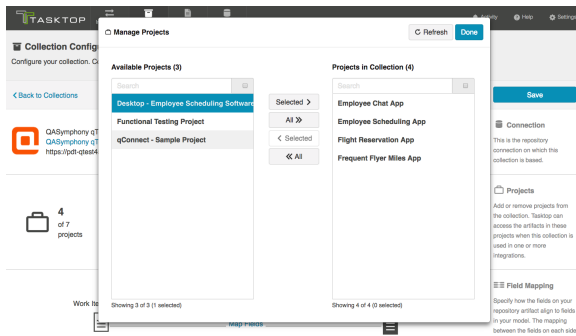 TASKTOP
Activity
Help
Settings
Manage Projects
Refresh
Done
Collection Config
Configure your collection. Co
Available Projects (3)
Projects in Collection (4)
Search
Search
Back to Collections
Desktop - Employee Scheduling Software
Functional Testing Project
qConnect - Sample Project
Selected
All
Selected
All
Employee Chat App
Employee Scheduling App
Flight Reservation App
Frequent Flyer Miles App
Save
QASymphony qT
QASymphony qT
https://pdt-qtest4
Connection
This is the repository
connection on which this
collection is based.
4
of 7
projects
Projects
Add or remove projects from
the collection. Tasktop can
access the artifacts in these
projects when this collection is
used in one or more
integrations.
Field Mapping
Specify how the fields on your
repository artifact align to fields
in your model. The mapping
between the fields on each side
Showing 3 of 3 (1 selected)
Showing 4 of 4 (0 selected)
Work Ite
Map Fields